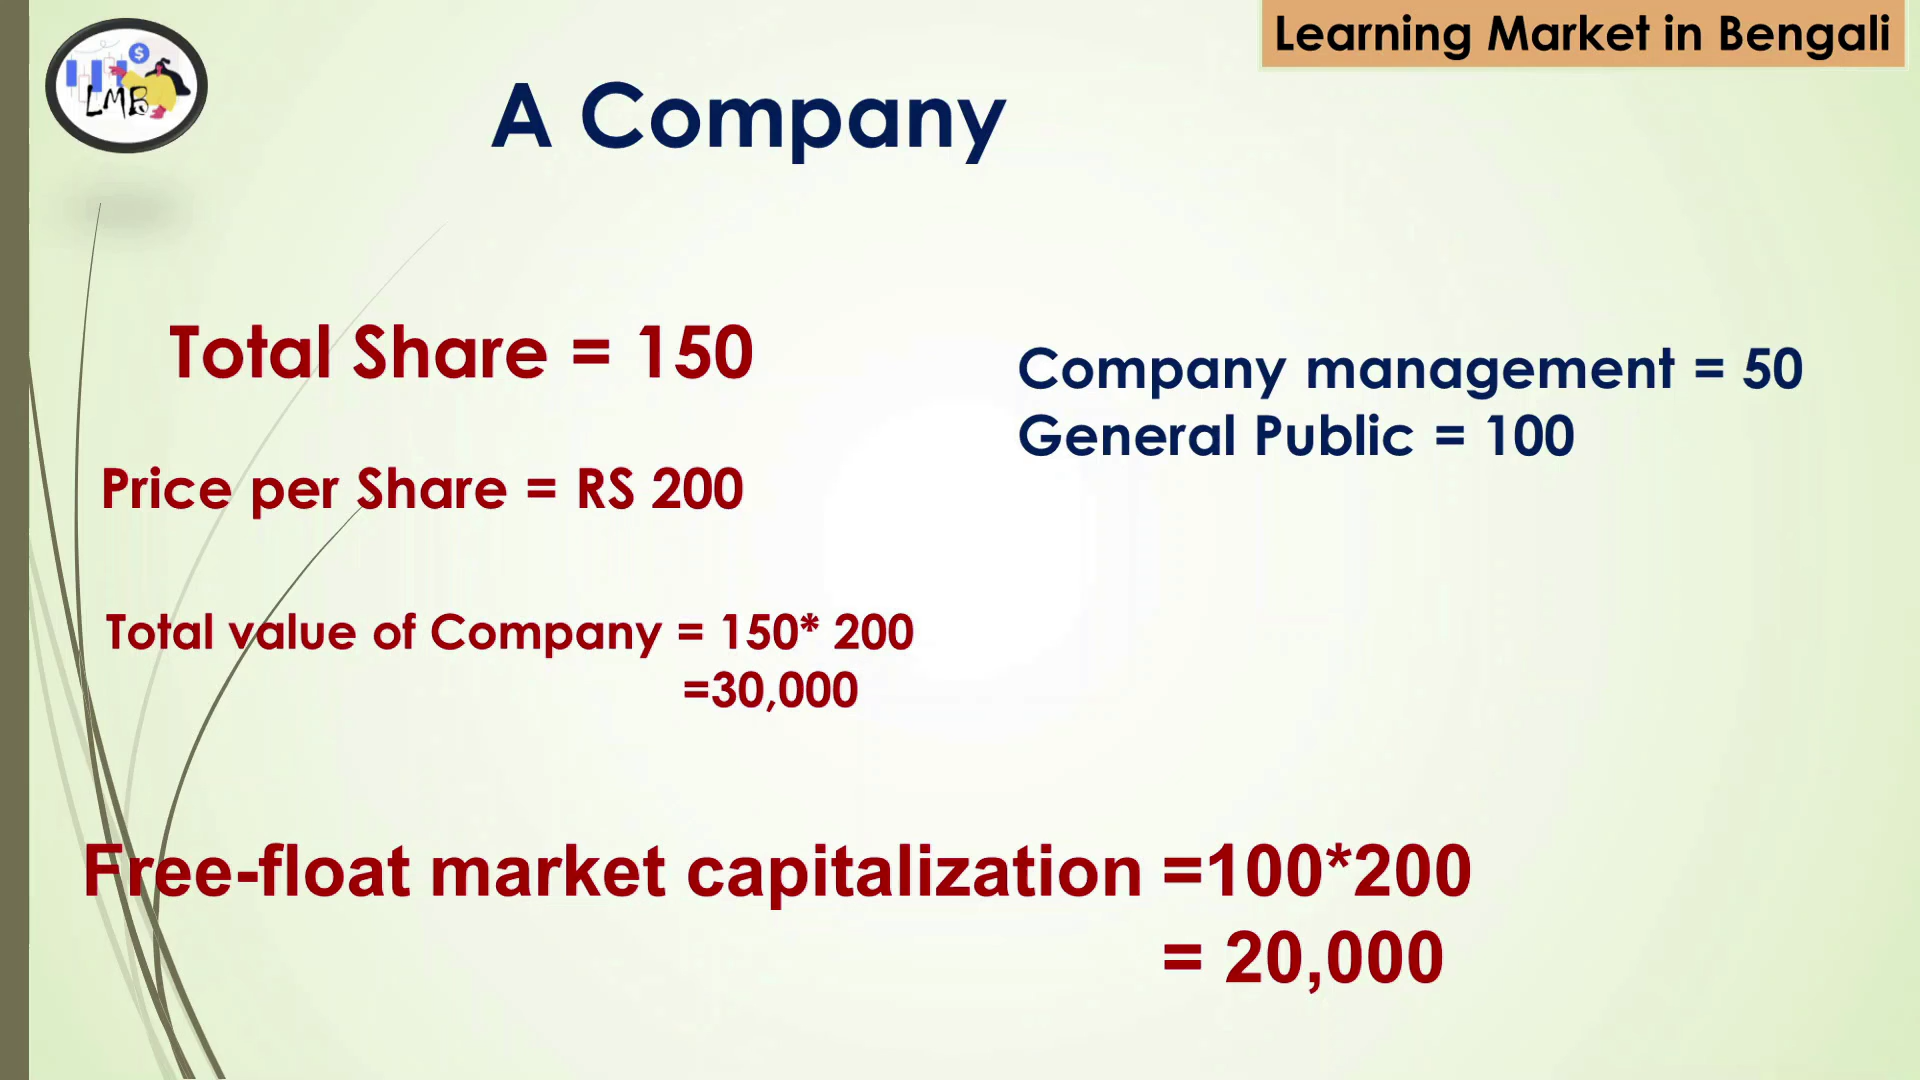 Learning Market in Bengali
$
LMB
A Company
Total Share = 150
Company management = 50
General Public = 100
Price per Share = RS 200
Total value of Company = 150* 200
=30,000
Free-float market capitalization =100*200
= 20,000